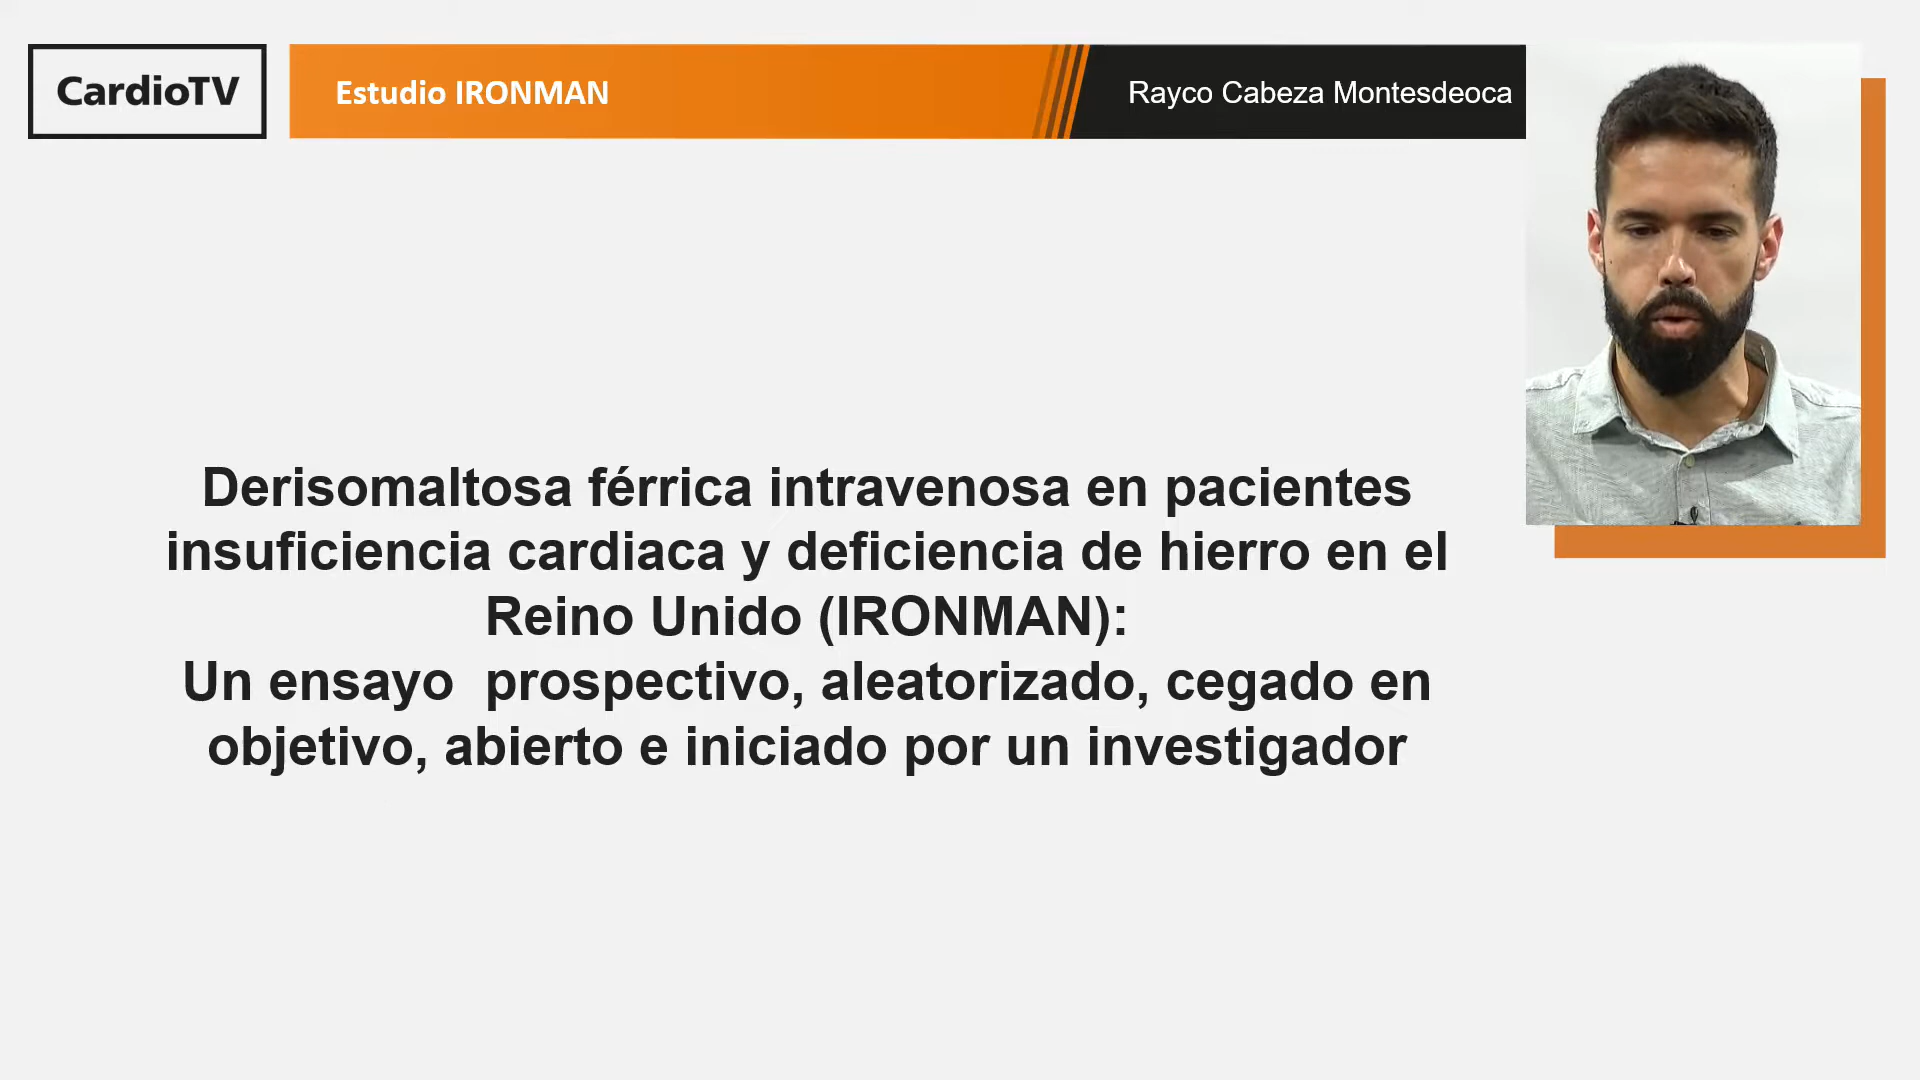 CardioTV
Estudio IRONMAN
Rayco Cabeza Montesdeoca
Derisomaltosa férrica intravenosa en pacientes
insuficiencia cardiaca y deficiencia de hierro en el
Reino Unido (IRONMAN):
Un ensayo  prospectivo, aleatorizado, cegado en
objetivo, abierto e iniciado por un investigador